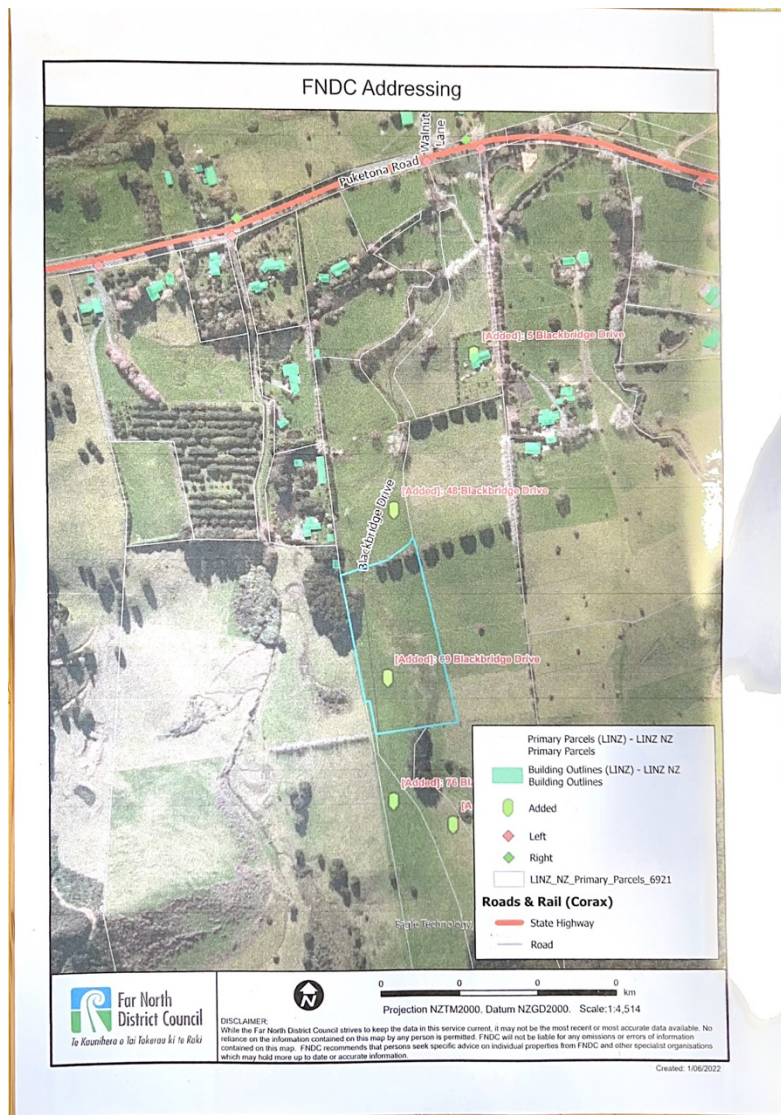 FNDC Addressing
Walnut
Lane
Puketona Road
[Added]: 5 Blackbridge Drive
[Added]: 48 Blackbridge Drive
Blackbridge Drive
[Added]: 69 Blackbridge Drive
[Added]: 76 Bl
[A
Eagle Technology
Primary Parcels (LINZ) - LINZ NZ
Primary Parcels
Building Outlines (LINZ) - LINZ NZ
Building Outlines
Added
Left
Right
LINZ_NZ_Primary_Parcels_6921
Roads & Rail (Corax)
State Highway
Road
Far North
District Council
Te Kaunihera o Tai Tokerau ki te Raki
N
0 0 0 0
km
Projection NZTM2000. Datum NZGD2000. Scale:1:4,514
DISCLAIMER:
While the Far North District Council strives to keep the data in this service current, it may not be the most recent or most accurate data available. No
reliance on the information contained on this map by any person is permitted. FNDC will not be liable for any omissions or errors of information
contained on this map. FNDC recommends that persons seek specific advice on individual properties from FNDC and other specialist organisations
which may hold more up to date or accurate information.
Created: 1/06/2022